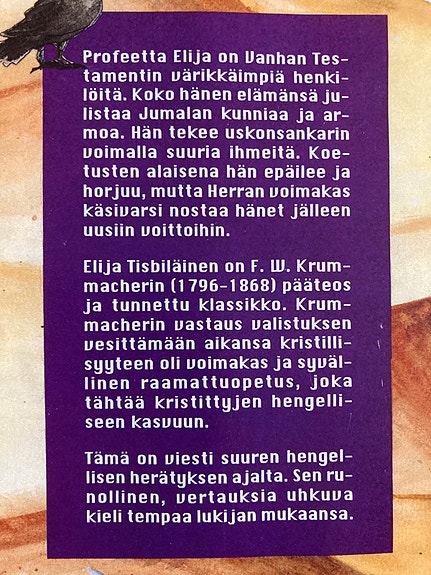 Profeetta Elija on Vanhan Tes-
tamentin värikkäimpiä henki-
löitä. Koko hänen elämänsä ju-
listaa Jumalan kunniaa ja ar-
moa. Hän tekee uskonsankarin
voimalla suuria ihmeitä. Koe-
tusten alaisena hän epäilee ja
horjuu, mutta Herran voimakas
käsivarsi nostaa hänet jälleen
uusiin voittoihin.
Elija Tisbiläinen on F. W. Krum-
macherin (1796-1868) pääteos
ja tunnettu klassikko. Krum-
macherin vastaus valistuksen
vesittämään aikansa kristilli-
syyteen oli voimakas ja syväl-
linen raamattuopetus, joka
tähtää kristittyjen hengelli-
seen kasvuun.
Tämä on viesti suuren hengel-
lisen herätyksen ajalta. Sen ru-
nollinen, vertauksia uhkuva
kieli tempaa lukijan mukaansa.